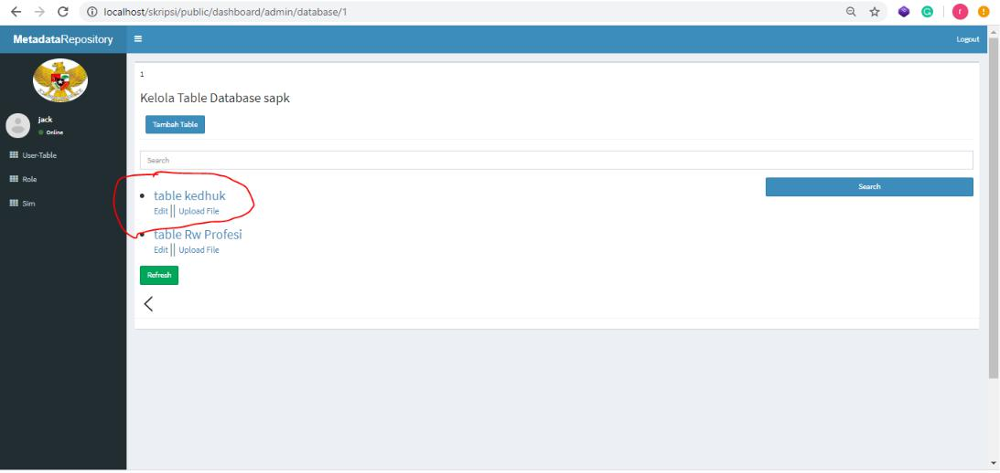 localhost/skripsi/public/dashboard/admin/database/1
r
MetadataRepository
Logout
jack
Online
User-Table
Role
Sim
1
Kelola Table Database sapk
Tambah Table
Search
Search
table kedhuk
Edit || Upload File
table Rw Profesi
Edit || Upload File
Refresh